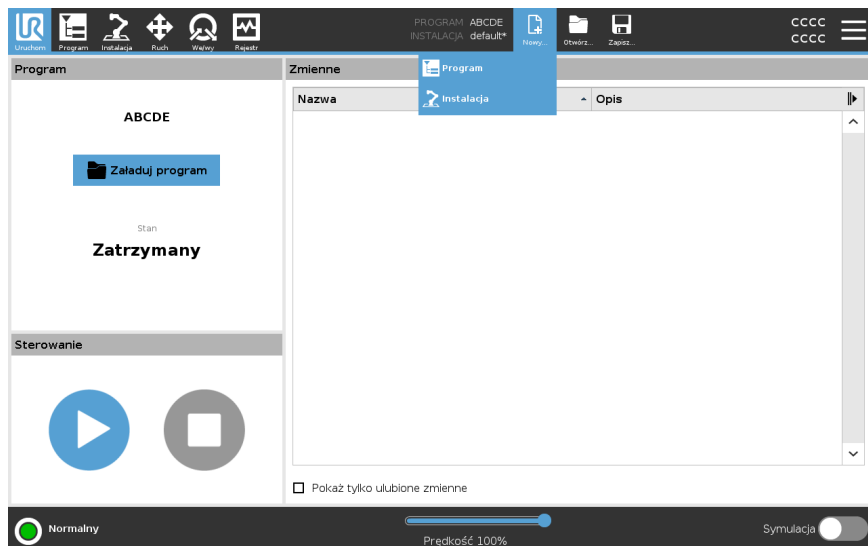 UR
Uruchom
Program
Instalacja
Ruch
We/wy
Rejestr
PROGRAM ABCDE
INSTALACJA default*
Nowy...
Otwórz...
Zapisz...
CCCC
CCCC
Program
Instalacja
Program
Zmienne
ABCDE
Załaduj program
Stan
Zatrzymany
Nazwa
Opis
Sterowanie
Pokaż tylko ulubione zmienne
Normalny
Prędkość 100%
Symulacja